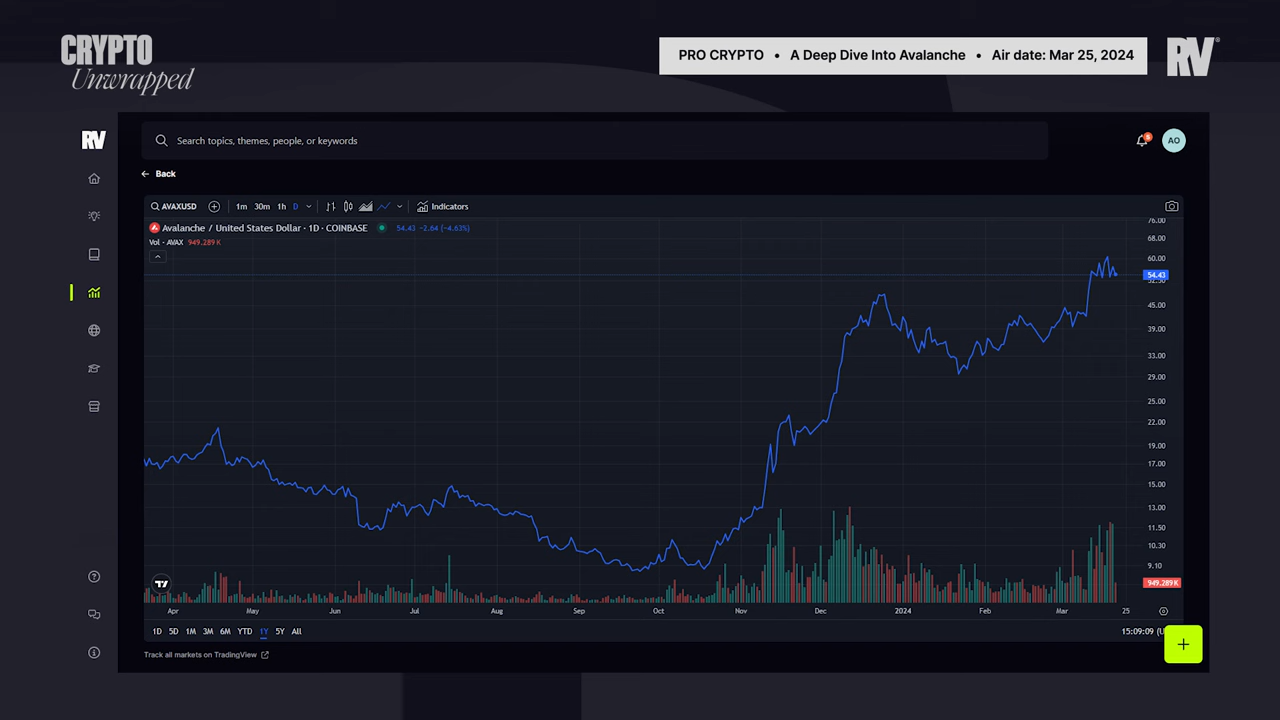 CRYPTO
Unwrapped
PRO CRYPTO • A Deep Dive Into Avalanche • Air date: Mar 25, 2024
RV®
RV
Search topics, themes, people, or keywords
6
AO
Back
AVAXUSD 1m 30m 1h D Indicators
Avalanche / United States Dollar · 1D · COINBASE 54.43 −2.64 (−4.63%)
Vol · AVAX 949.289 K
76.00
68.00
60.00
54.43
52.50
45.00
39.00
33.00
29.00
25.00
22.00
19.00
17.00
15.00
13.00
11.50
10.30
9.10
949.289 K
Apr May Jun Jul Aug Sep Oct Nov Dec 2024 Feb Mar 25
1D 5D 1M 3M 6M YTD 1Y 5Y All
15:09:09 (U
Track all markets on TradingView